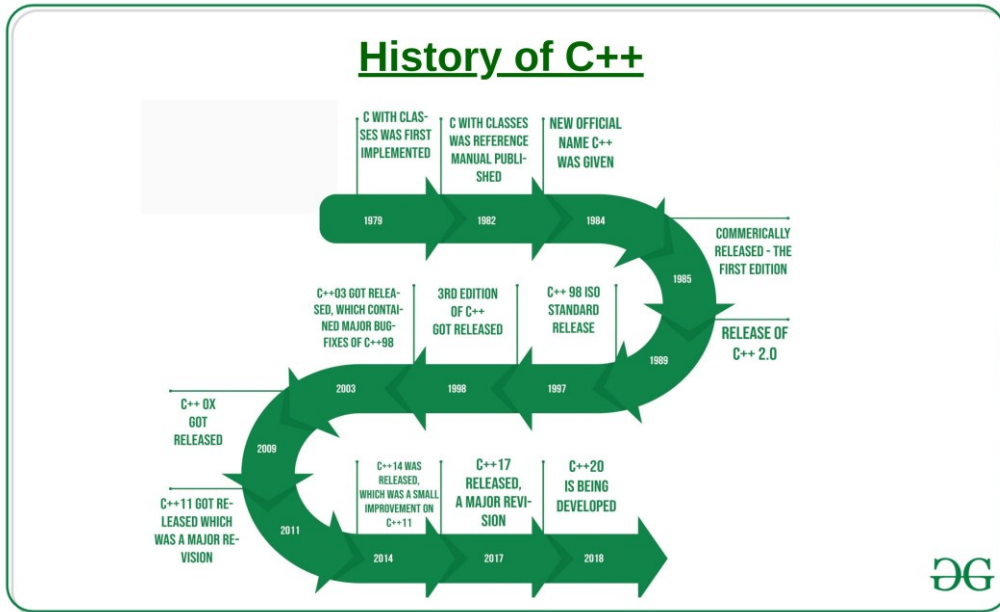 History of C++
C WITH CLAS-
SES WAS FIRST
IMPLEMENTED
C WITH CLASSES
WAS REFERENCE
MANUAL PUBLI-
SHED
NEW OFFICIAL
NAME C++
WAS GIVEN
1979
1982
1984
COMMERICALLY
RELEASED - THE
FIRST EDITION
1985
RELEASE OF
C++ 2.0
1989
C++ 98 ISO
STANDARD
RELEASE
1997
3RD EDITION
OF C++
GOT RELEASED
1998
C++03 GOT RELEA-
SED, WHICH CONTAI-
NED MAJOR BUG-
FIXES OF C++98
2003
C++ 0X
GOT
RELEASED
2009
C++11 GOT RE-
LEASED WHICH
WAS A MAJOR RE-
VISION
2011
C++14 WAS
RELEASED,
WHICH WAS A SMALL
IMPROVEMENT ON
C++11
2014
C++17
RELEASED,
A MAJOR REVI-
SION
2017
C++20
IS BEING
DEVELOPED
2018